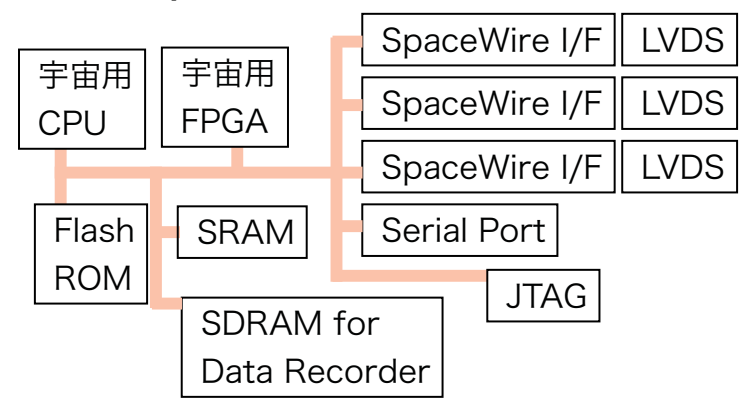 SpaceWire I/F LVDS
宇宙用
CPU
宇宙用
FPGA
SpaceWire I/F LVDS
SpaceWire I/F LVDS
Flash
ROM
SRAM
Serial Port
JTAG
SDRAM for
Data Recorder